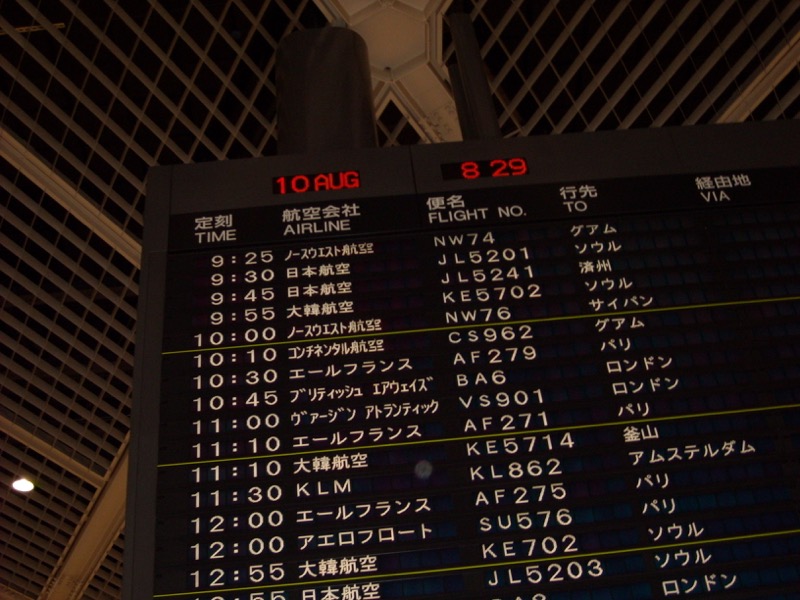 10 AUG 8 29
定刻 航空会社 便名 行先 経由地
TIME AIRLINE FLIGHT NO. TO VIA
9:25 ノースウエスト航空 NW74 グアム
9:30 日本航空 JL5201 ソウル
9:45 日本航空 JL5241 済州
9:55 大韓航空 KE5702 ソウル
10:00 ノースウエスト航空 NW76 サイパン
10:10 コンチネンタル航空 CS962 グアム
10:30 エールフランス AF279 パリ
10:45 ブリティッシュ エアウェイズ BA6 ロンドン
11:00 ヴァージン アトランティック VS901 ロンドン
11:10 エールフランス AF271 パリ
11:10 大韓航空 KE5714 釜山
11:30 KLM KL862 アムステルダム
12:00 エールフランス AF275 パリ
12:00 アエロフロート SU576 パリ
12:55 大韓航空 KE702 ソウル
12:55 日本航空 JL5203 ソウル
ロンドン